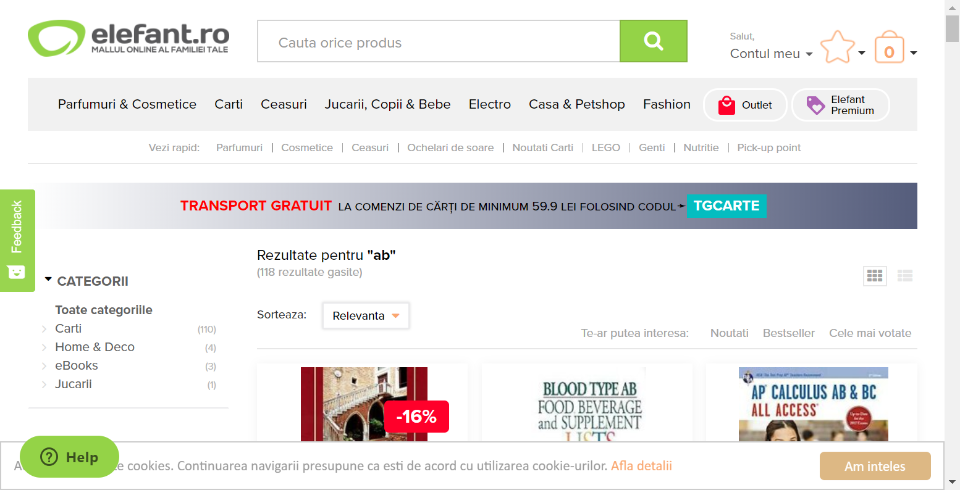 elefant.ro
MALLUL ONLINE AL FAMILIEI TALE
Cauta orice produs
Salut,
Contul meu
0
Parfumuri & Cosmetice Carti Ceasuri Jucarii, Copii & Bebe Electro Casa & Petshop Fashion Outlet Elefant Premium
Vezi rapid: Parfumuri | Cosmetice | Ceasuri | Ochelari de soare | Noutati Carti | LEGO | Genti | Nutritie | Pick-up point
TRANSPORT GRATUIT LA COMENZI DE CĂRȚI DE MINIMUM 59.9 LEI FOLOSIND CODUL TGCARTE
Feedback
Rezultate pentru "ab"
(118 rezultate gasite)
CATEGORII
Toate categoriile
Carti (110)
Home & Deco (4)
eBooks (3)
Jucarii (1)
Sorteaza: Relevanta
Te-ar putea interesa: Noutati Bestseller Cele mai votate
-16%
BLOOD TYPE AB
FOOD BEVERAGE
and SUPPLEMENT
LISTS
AP CALCULUS AB & BC
ALL ACCESS
Help
cookies. Continuarea navigarii presupune ca esti de acord cu utilizarea cookie-urilor. Afla detalii
Am inteles